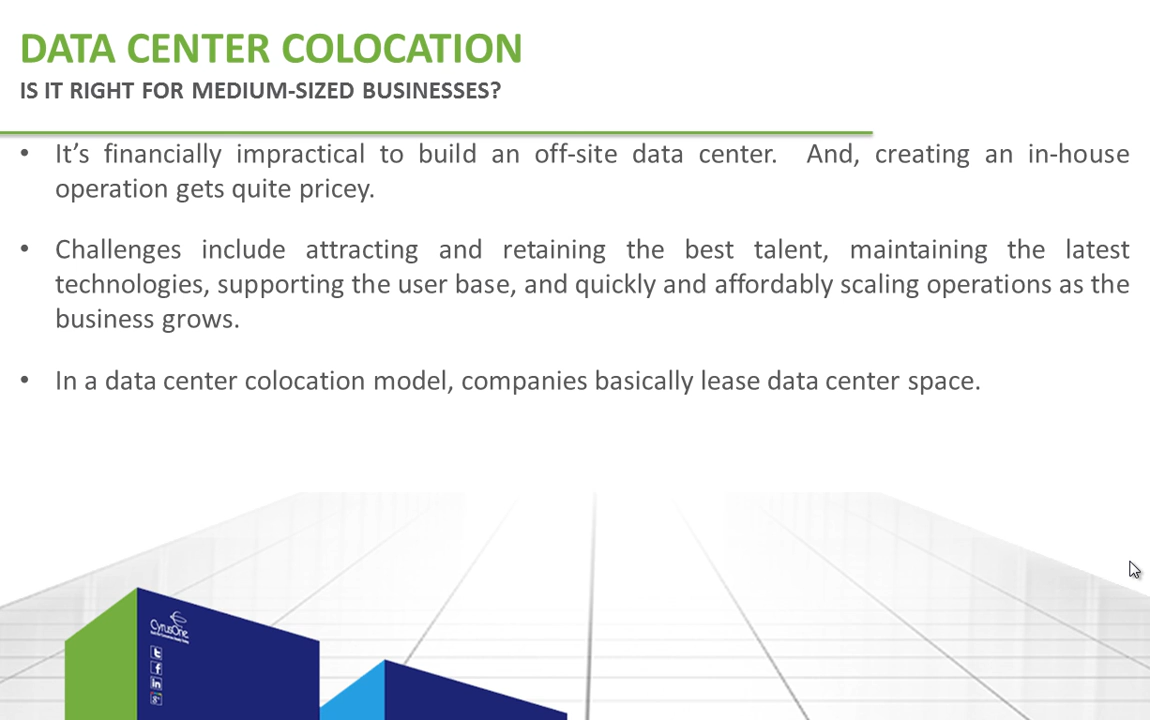 DATA CENTER COLOCATION
IS IT RIGHT FOR MEDIUM-SIZED BUSINESSES?
• It’s financially impractical to build an off-site data center. And, creating an in-house
operation gets quite pricey.
• Challenges include attracting and retaining the best talent, maintaining the latest
technologies, supporting the user base, and quickly and affordably scaling operations as the
business grows.
• In a data center colocation model, companies basically lease data center space.
CyrusOne